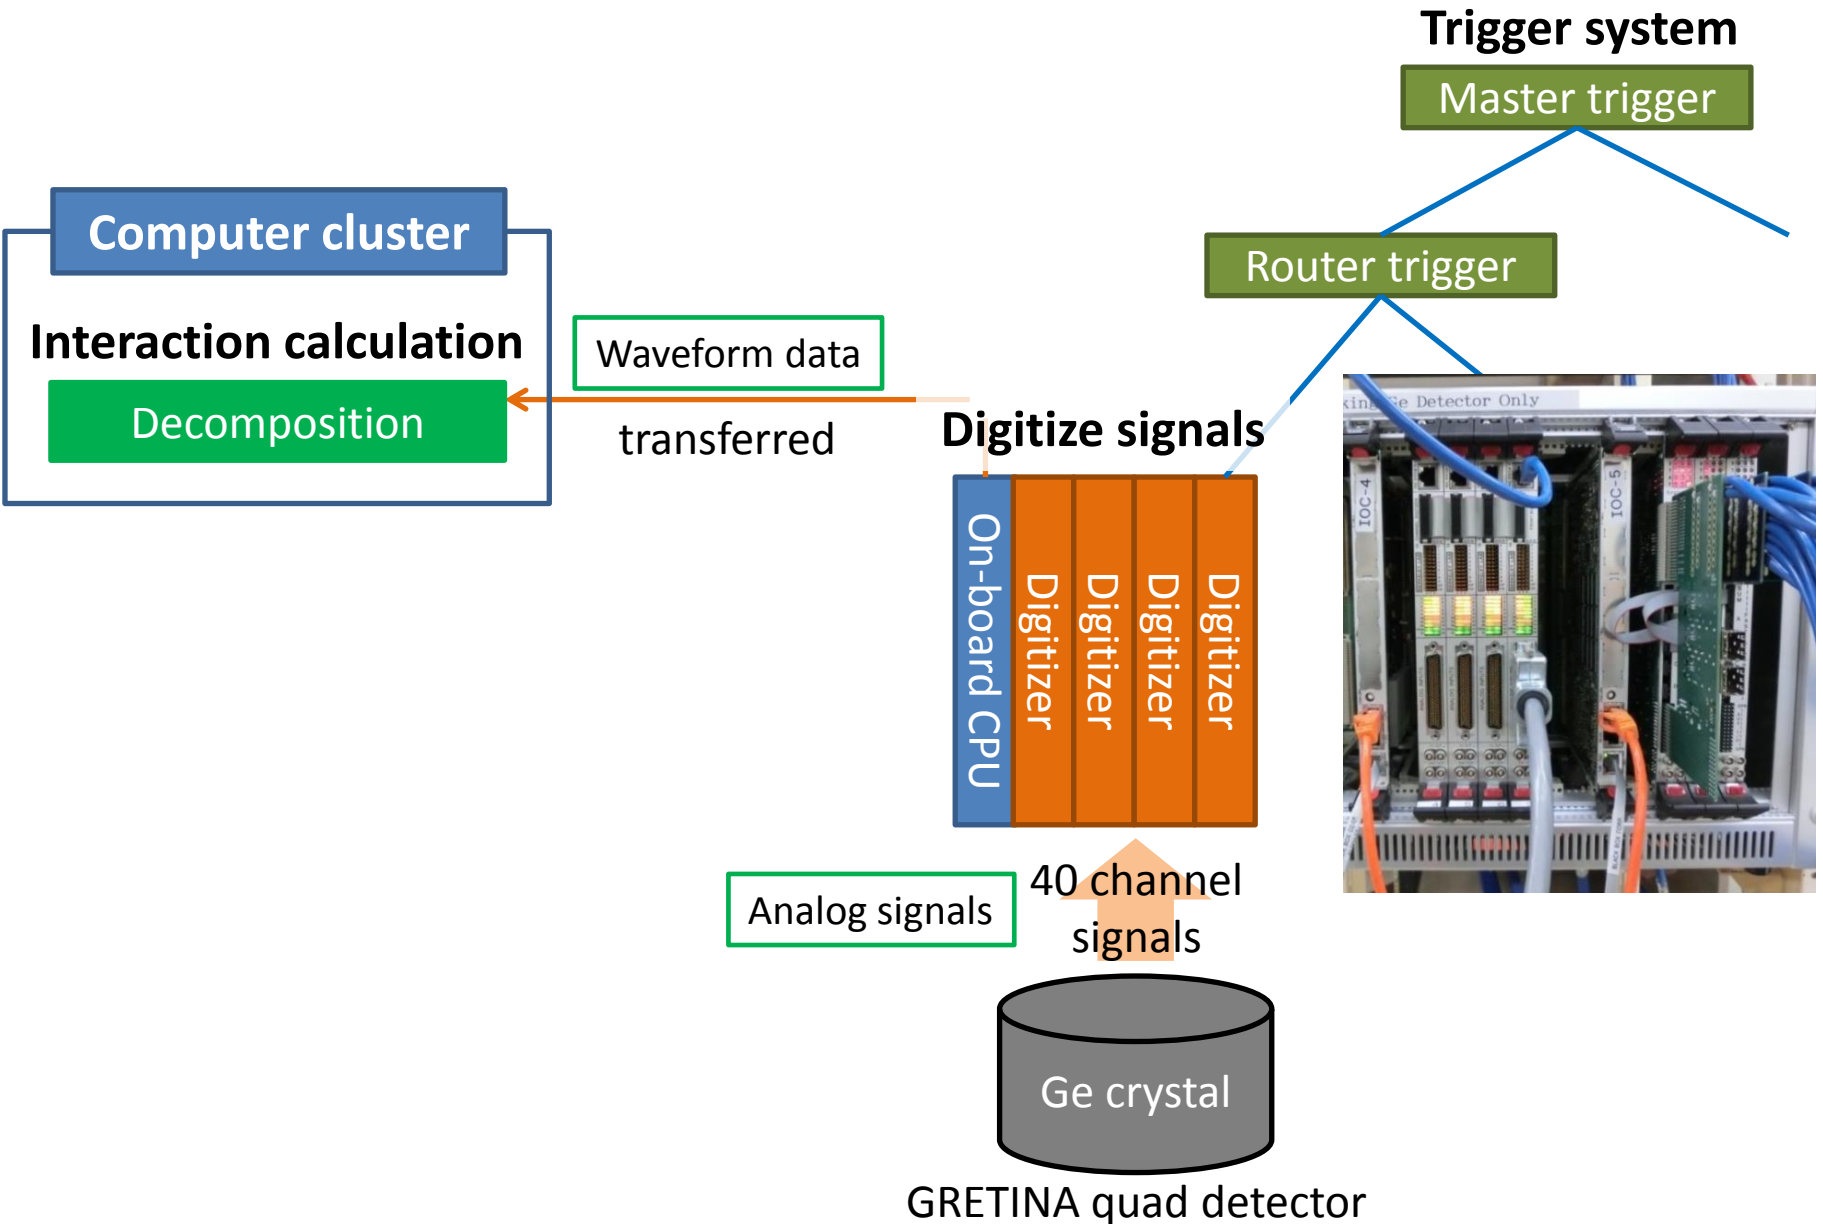 Trigger system
Master trigger
Router trigger
Computer cluster
Interaction calculation
Decomposition
Waveform data
transferred
Digitize signals
On-board CPU
Digitizer
Digitizer
Digitizer
Digitizer
Ge Detector Only
IOC-4
IOC-5
Analog signals
40 channel
signals
Ge crystal
GRETINA quad detector